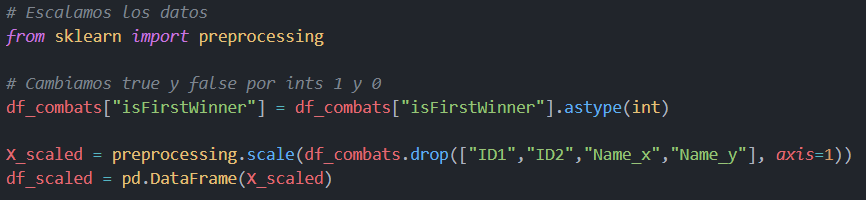 # Escalamos los datos
from sklearn import preprocessing
# Cambiamos true y false por ints 1 y 0
df_combats["isFirstWinner"] = df_combats["isFirstWinner"].astype(int)
X_scaled = preprocessing.scale(df_combats.drop(["ID1","ID2","Name_x","Name_y"], axis=1))
df_scaled = pd.DataFrame(X_scaled)